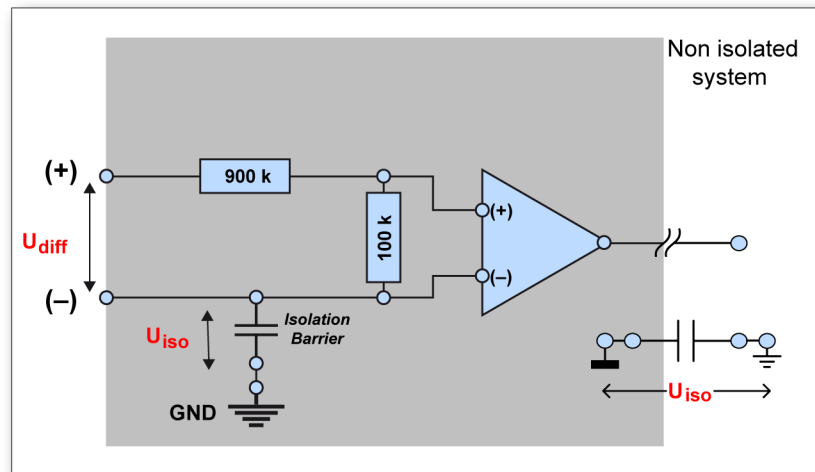 Non isolated
system
(+)
900 k
100 k
(+)
U diff
(–)
(–)
U iso
Isolation
Barrier
GND
U iso